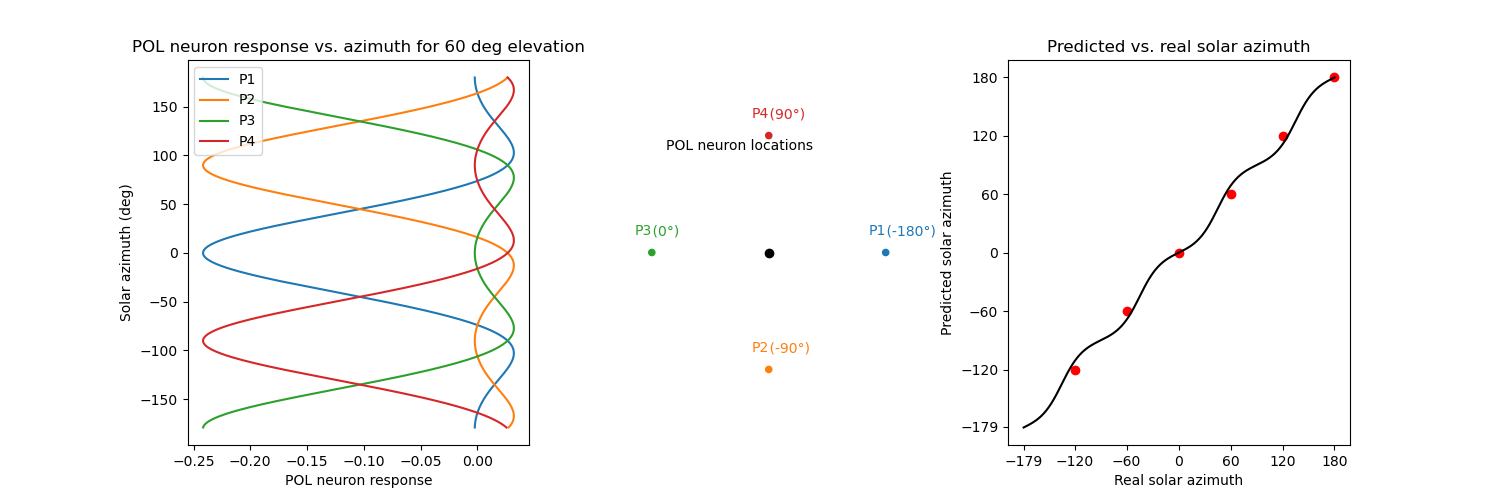 POL neuron response vs. azimuth for 60 deg elevation
P1
P2
P3
P4
150
100
50
0
−50
−100
−150
Solar azimuth (deg)
−0.25 −0.20 −0.15 −0.10 −0.05 0.00
POL neuron response
P4(90°)
POL neuron locations
P3(0°)
P1(-180°)
P2(-90°)
Predicted vs. real solar azimuth
180
120
60
0
−60
−120
−179
Predicted solar azimuth
−179 −120 −60 0 60 120 180
Real solar azimuth